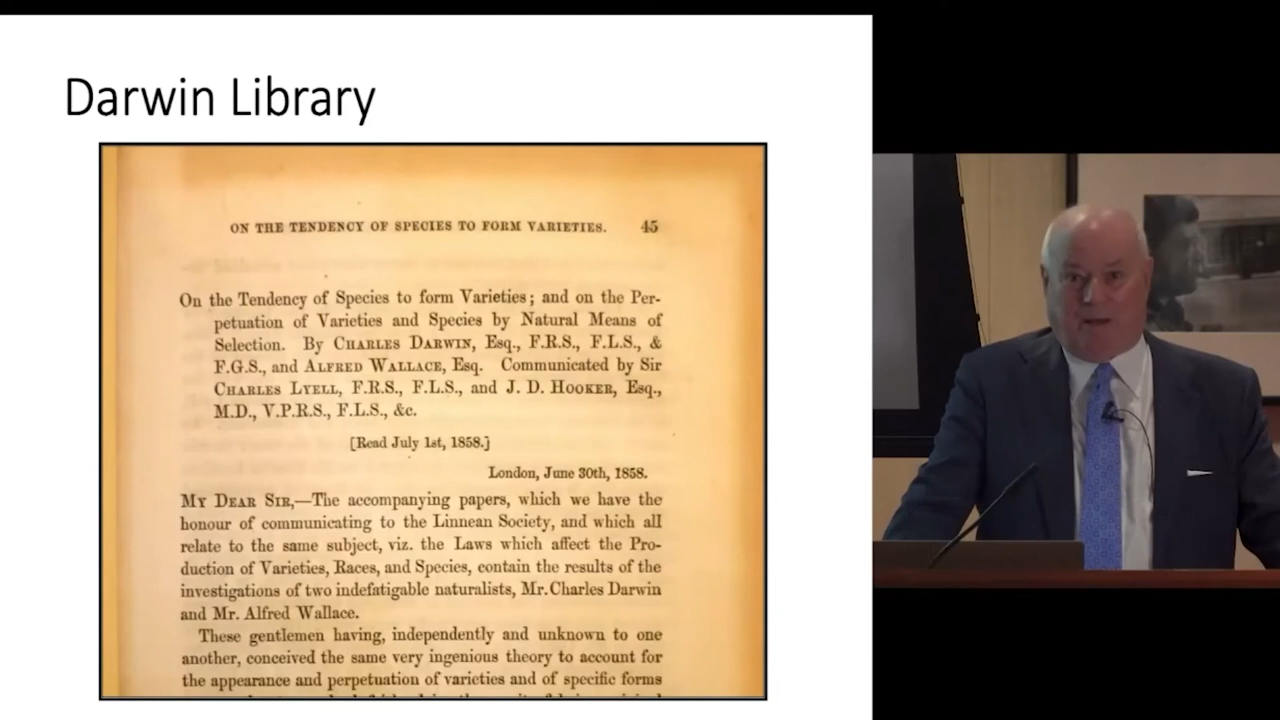 Darwin Library
ON THE TENDENCY OF SPECIES TO FORM VARIETIES. 45
On the Tendency of Species to form Varieties; and on the Per-
petuation of Varieties and Species by Natural Means of
Selection. By CHARLES DARWIN, Esq., F.R.S., F.L.S., &
F.G.S., and ALFRED WALLACE, Esq. Communicated by Sir
CHARLES LYELL, F.R.S., F.L.S., and J. D. HOOKER, Esq.,
M.D., V.P.R.S., F.L.S., &c.
[Read July 1st, 1858.]
London, June 30th, 1858.
MY DEAR SIR,—The accompanying papers, which we have the
honour of communicating to the Linnean Society, and which all
relate to the same subject, viz. the Laws which affect the Pro-
duction of Varieties, Races, and Species, contain the results of the
investigations of two indefatigable naturalists, Mr. Charles Darwin
and Mr. Alfred Wallace.
These gentlemen having, independently and unknown to one
another, conceived the same very ingenious theory to account for
the appearance and perpetuation of varieties and of specific forms